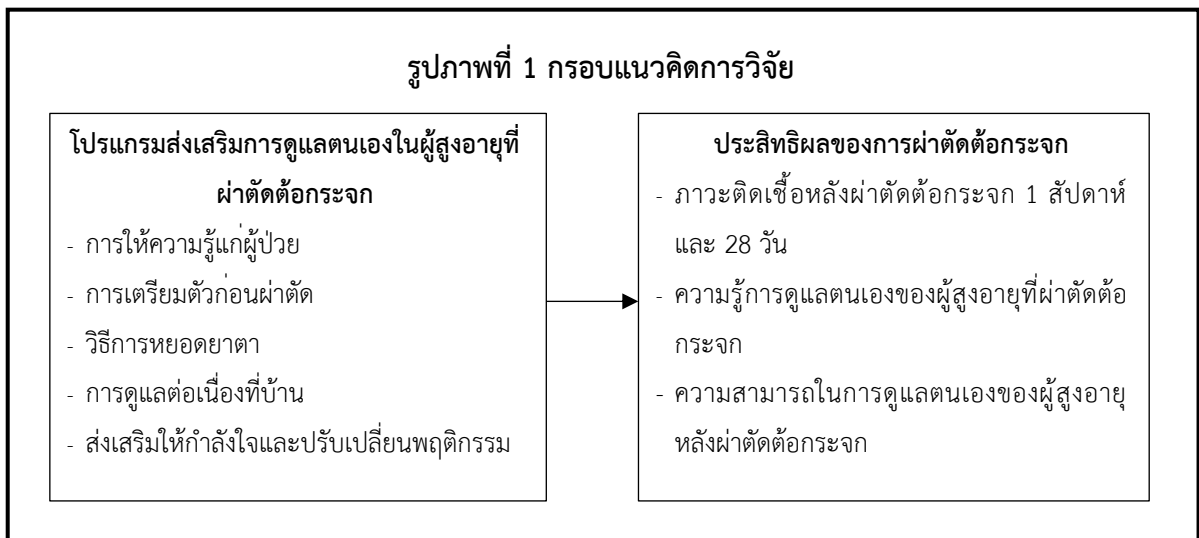 รูปภาพที่ 1 กรอบแนวคิดการวิจัย
โปรแกรมส่งเสริมการดูแลตนเองในผู้สูงอายุที่
ผ่าตัดต้อกระจก
- การให้ความรู้แก่ผู้ป่วย
- การเตรียมตัวก่อนผ่าตัด
- วิธีการหยอดยาตา
- การดูแลต่อเนื่องที่บ้าน
- ส่งเสริมให้กำลังใจและปรับเปลี่ยนพฤติกรรม
ประสิทธิผลของการผ่าตัดต้อกระจก
- ภาวะติดเชื้อหลังผ่าตัดต้อกระจก 1 สัปดาห์
และ 28 วัน
- ความรู้การดูแลตนเองของผู้สูงอายุที่ผ่าตัดต้อ
กระจก
- ความสามารถในการดูแลตนเองของผู้สูงอายุ
หลังผ่าตัดต้อกระจก